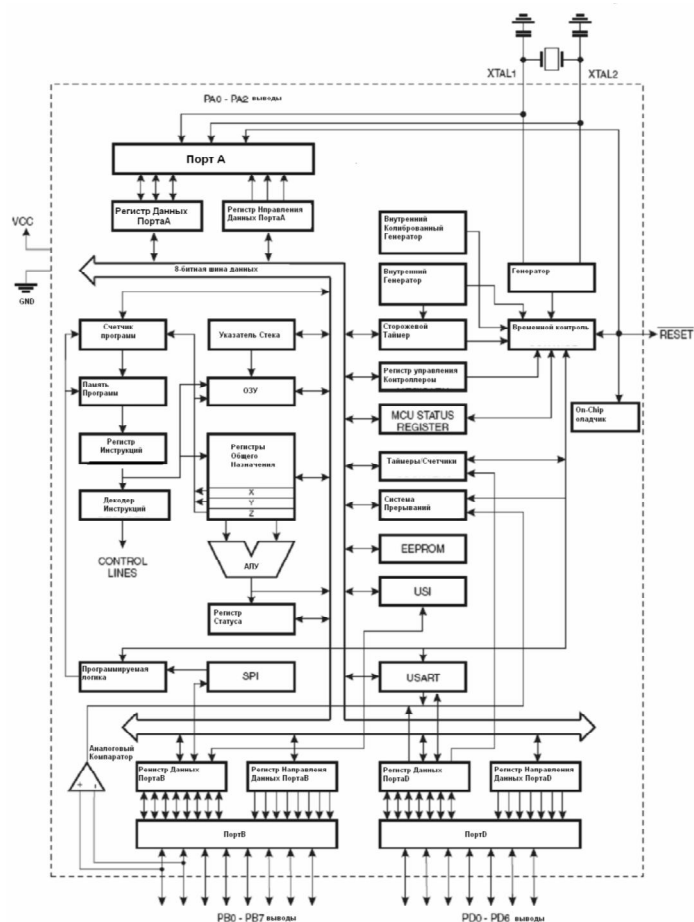 XTAL1
XTAL2
PA0 - PA2 выводы
Порт А
Регистр Данных
ПортаА
Регистр Нправления
Данных ПортаА
VCC
GND
8-битная шина данных
Внутренний
Колиброванный
Генератор
Внутренний
Генератор
Генератор
Счетчик
программ
Указатель Стека
Сторожевой
Таймер
Временной контроль
RESET
Память
Программ
ОЗУ
Регистр управления
Контроллером
MCU STATUS
REGISTER
On-Chip
оладчик
Регистр
Инструкций
Регистры
Общего
Назначения
X
Y
Z
Таймеры/Счетчики
Декодер
Инструкций
Система
Прерываний
CONTROL
LINES
АЛУ
EEPROM
USI
Регистр
Статуса
Программируемая
логика
SPI
USART
Аналоговый
Компаратор
+
-
Регистр Данных
ПортаВ
Регистр Направления
Данных ПортаВ
Регистр Данных
ПортаD
Регистр Направления
Данных ПортаD
ПортВ
ПортD
PB0 - PB7 выводы
PD0 - PD6 выводы